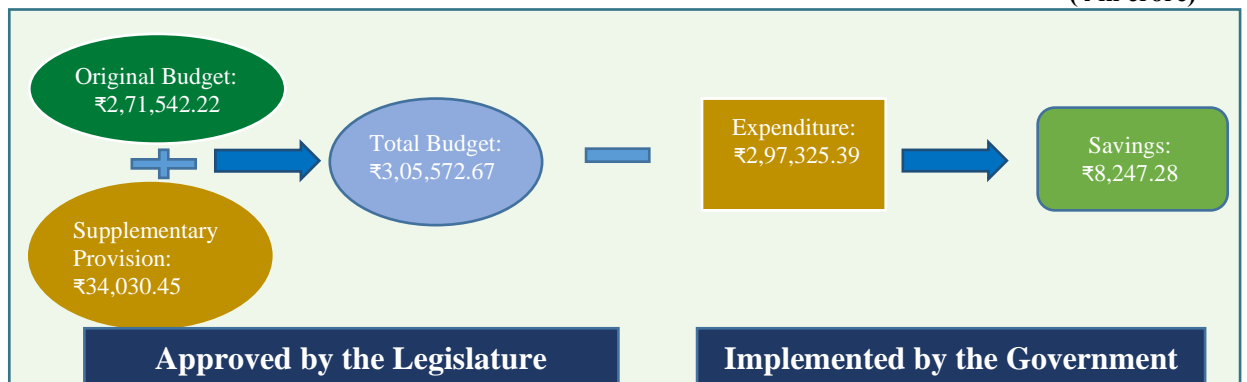 Original Budget:
₹2,71,542.22
Supplementary
Provision:
₹34,030.45
Total Budget:
₹3,05,572.67
Expenditure:
₹2,97,325.39
Savings:
₹8,247.28
Approved by the Legislature
Implemented by the Government